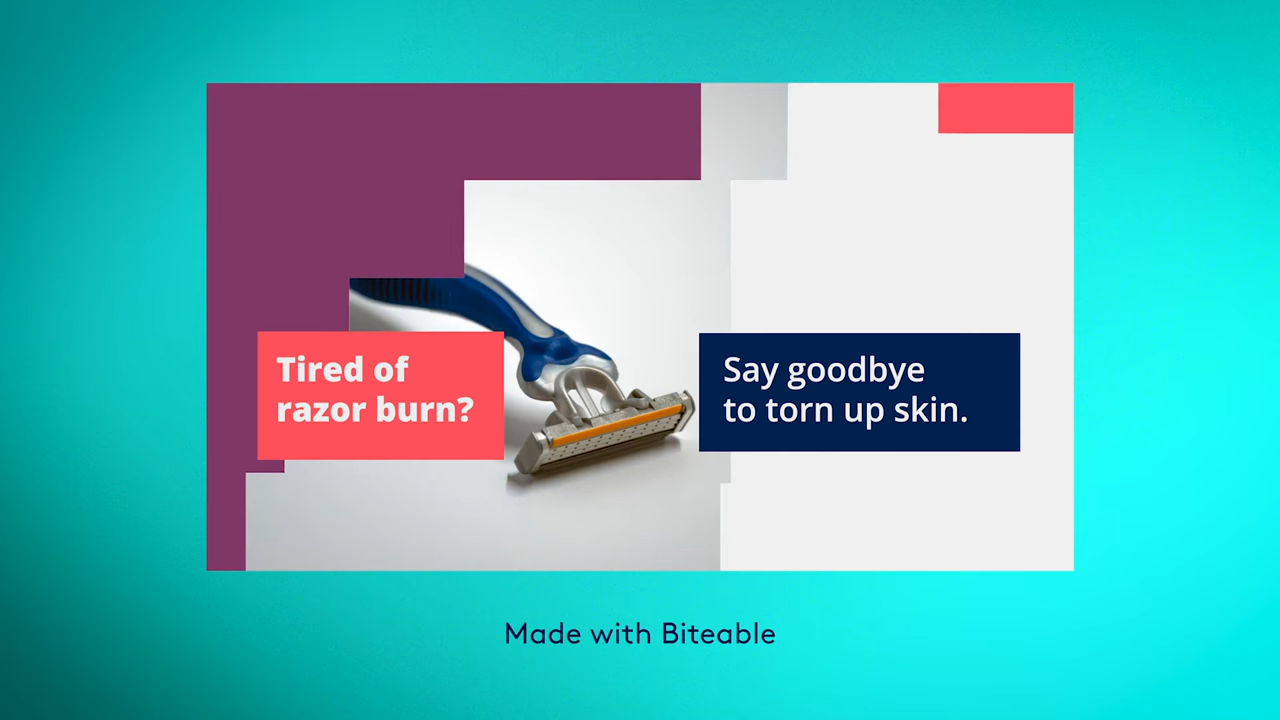 Tired of
razor burn?
Say goodbye
to torn up skin.
Made with Biteable